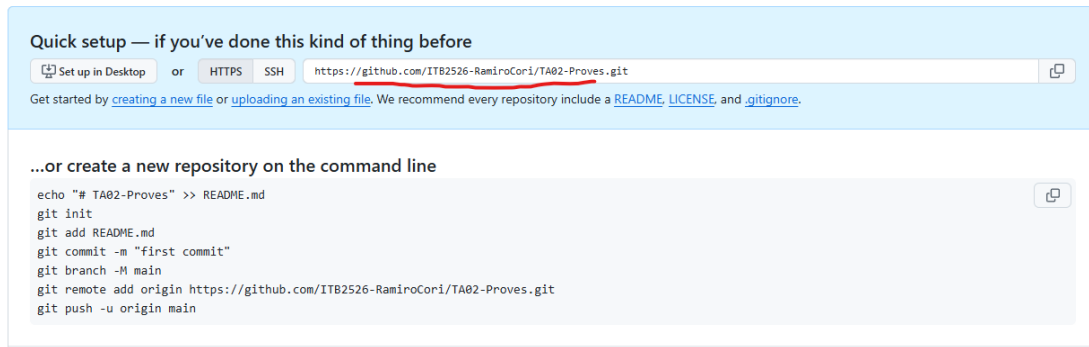 Quick setup — if you’ve done this kind of thing before
Set up in Desktop or HTTPS SSH https://github.com/ITB2526-RamiroCori/TA02-Proves.git
Get started by creating a new file or uploading an existing file. We recommend every repository include a README, LICENSE, and .gitignore.
…or create a new repository on the command line
echo "# TA02-Proves" >> README.md
git init
git add README.md
git commit -m "first commit"
git branch -M main
git remote add origin https://github.com/ITB2526-RamiroCori/TA02-Proves.git
git push -u origin main